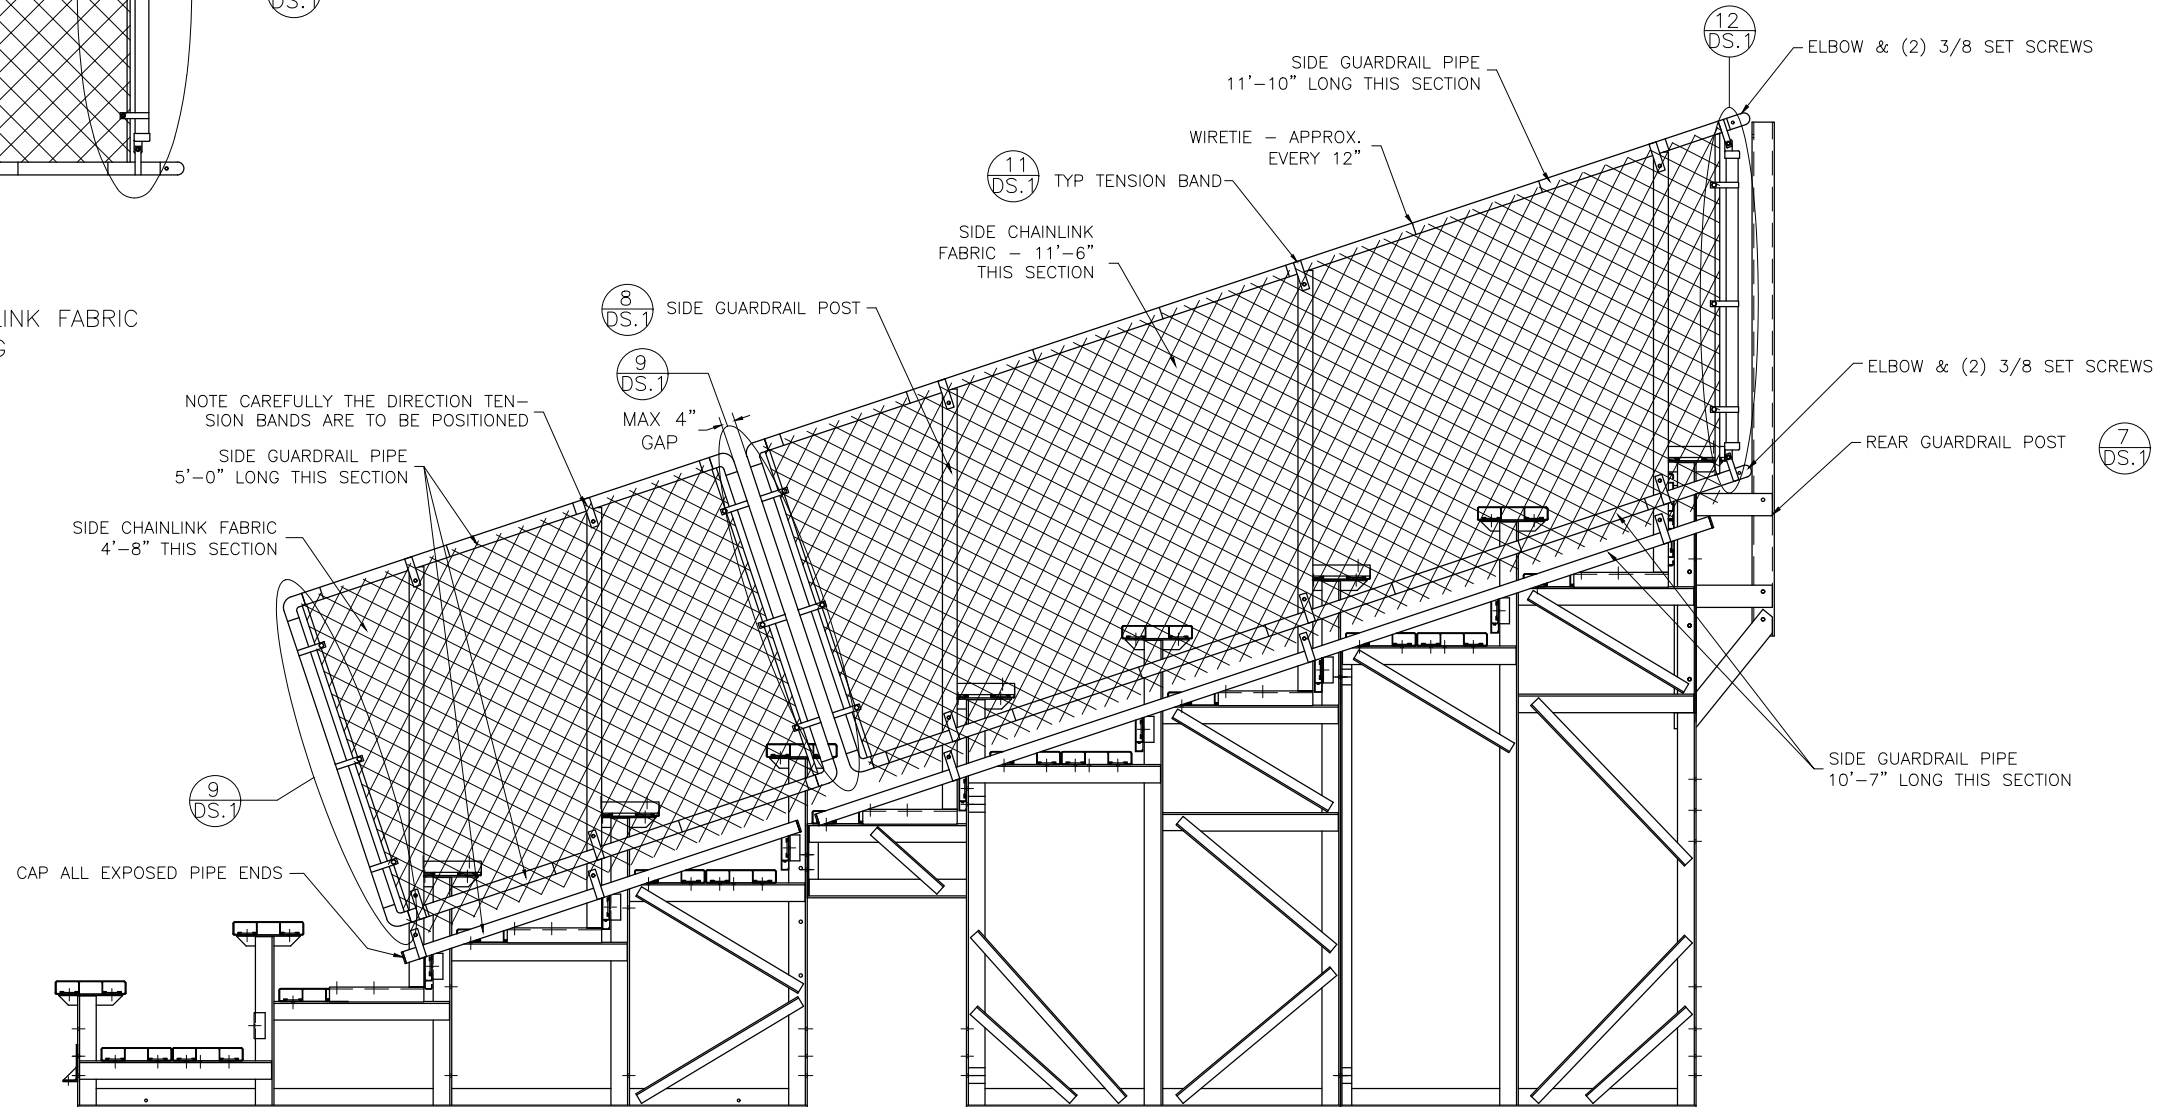 DS.1
12
DS.1
ELBOW & (2) 3/8 SET SCREWS
SIDE GUARDRAIL PIPE
11'-10" LONG THIS SECTION
WIRETIE - APPROX.
EVERY 12"
11
DS.1
TYP TENSION BAND
SIDE CHAINLINK
FABRIC - 11'-6"
THIS SECTION
8
DS.1
SIDE GUARDRAIL POST
LINK FABRIC
G
9
DS.1
MAX 4"
GAP
ELBOW & (2) 3/8 SET SCREWS
NOTE CAREFULLY THE DIRECTION TEN-
SION BANDS ARE TO BE POSITIONED
REAR GUARDRAIL POST
7
DS.1
SIDE GUARDRAIL PIPE
5'-0" LONG THIS SECTION
SIDE CHAINLINK FABRIC
4'-8" THIS SECTION
SIDE GUARDRAIL PIPE
10'-7" LONG THIS SECTION
9
DS.1
CAP ALL EXPOSED PIPE ENDS